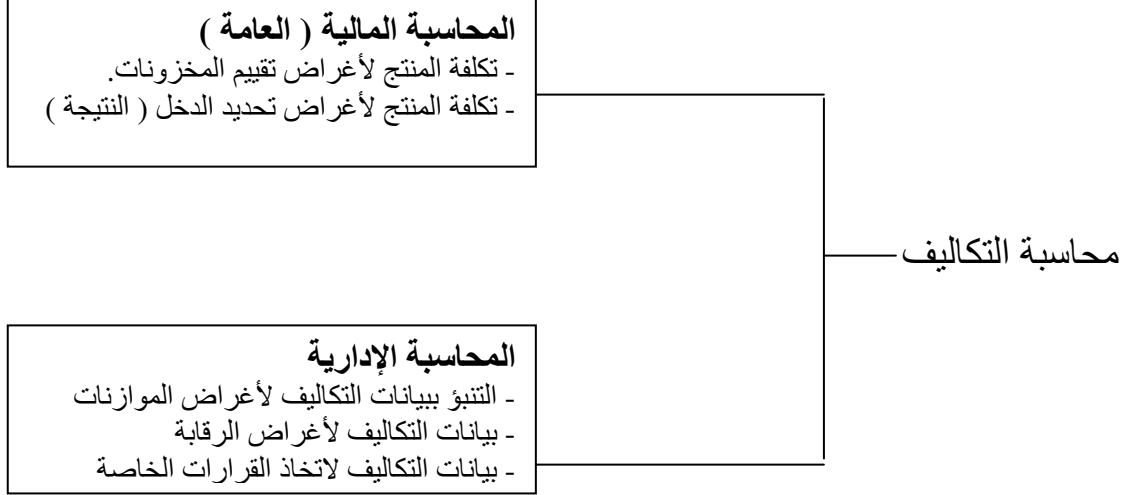 المحاسبة المالية ( العامة )
- تكلفة المنتج لأغراض تقييم المخزونات.
- تكلفة المنتج لأغراض تحديد الدخل ( النتيجة )
محاسبة التكاليف
المحاسبة الإدارية
- التنبؤ ببيانات التكاليف لأغراض الموازنات
- بيانات التكاليف لأغراض الرقابة
- بيانات التكاليف لاتخاذ القرارات الخاصة